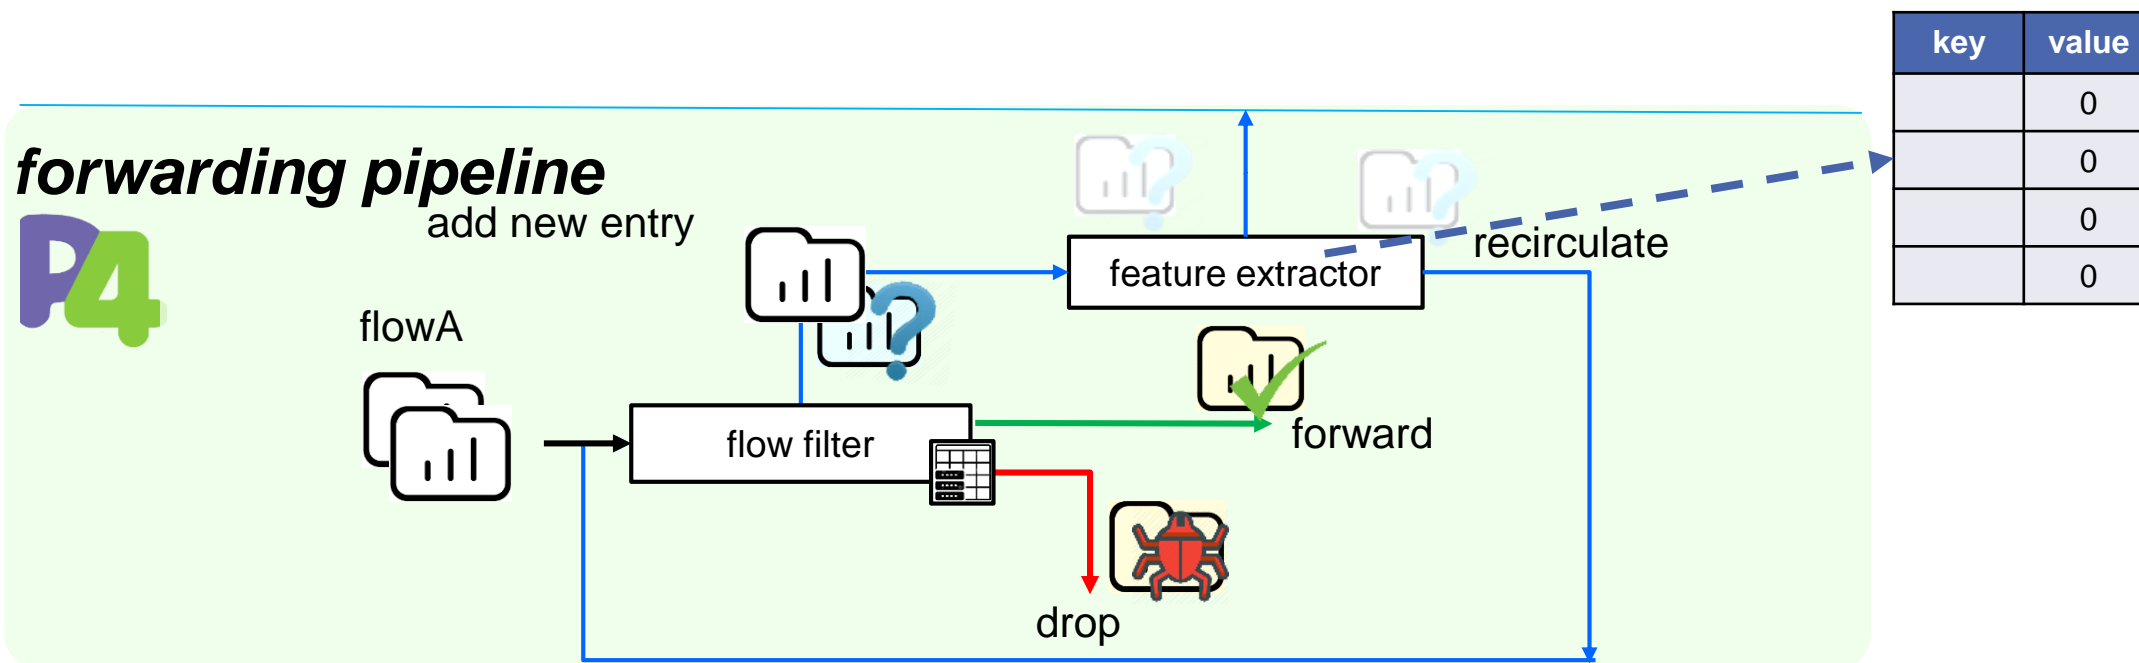 key value
0
0
0
0
forwarding pipeline
P4
add new entry
recirculate
feature extractor
flowA
flow filter
forward
drop